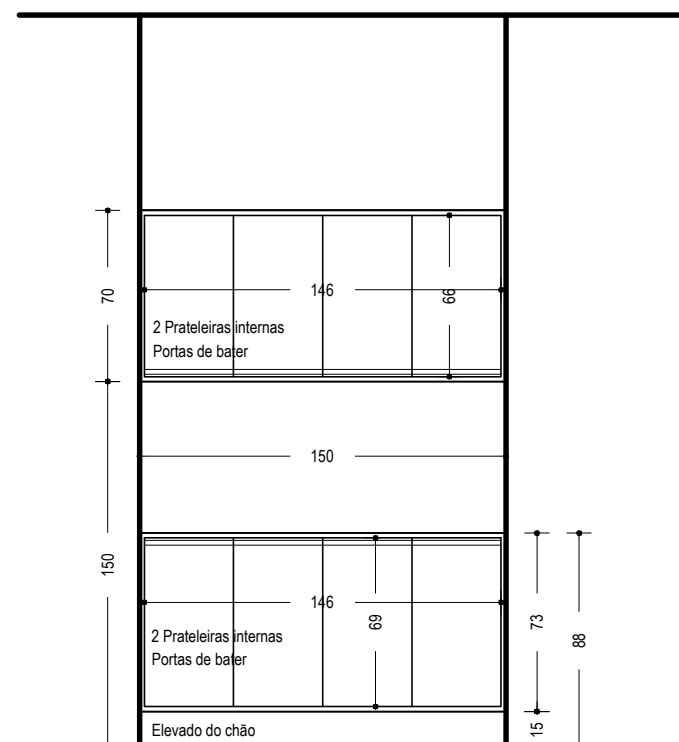 70
146
66
2 Prateleiras internas
Portas de bater
150
150
146
69
73
88
2 Prateleiras internas
Portas de bater
Elevado do chão
15